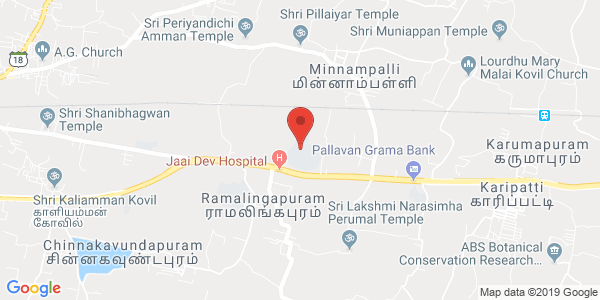 Sri Periyandichi
Amman Temple
Shri Pillaiyar Temple
Shri Muniappan Temple
A.G. Church
18
Minnampalli
மின்னாம்பள்ளி
Lourdhu Mary
Malai Kovil Church
Shri Shanibhagwan
Temple
Jaai Dev Hospital
H
Pallavan Grama Bank
Karumapuram
கருமாபுரம்
Shri Kaliamman Kovil
காளியம்மன்
கோவில்
Ramalingapuram
ராமலிங்கபுரம்
Sri Lakshmi Narasimha
Perumal Temple
Karipatti
காரிப்பட்டி
Chinnakavundapuram
சின்னகவுண்டபுரம்
ABS Botanical
Conservation Research...
Google
Map data ©2019 Google